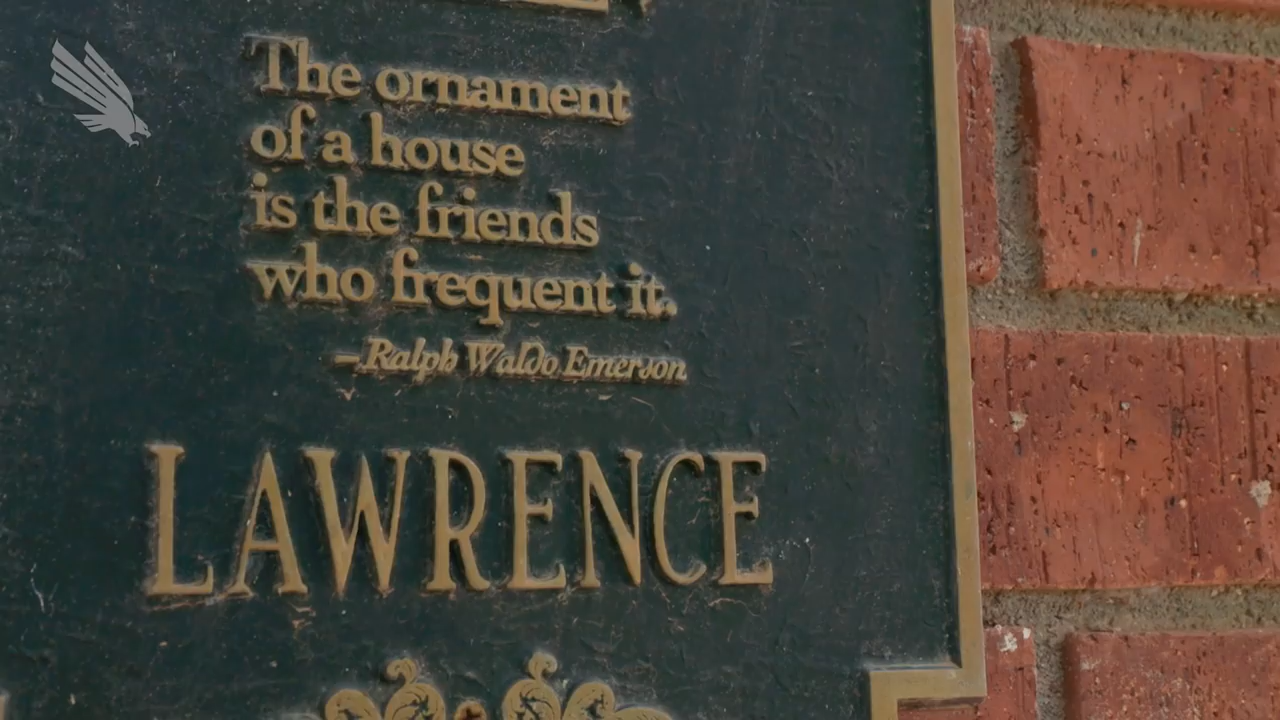 The ornament
of a house
is the friends
who frequent it.
–Ralph Waldo Emerson
LAWRENCE